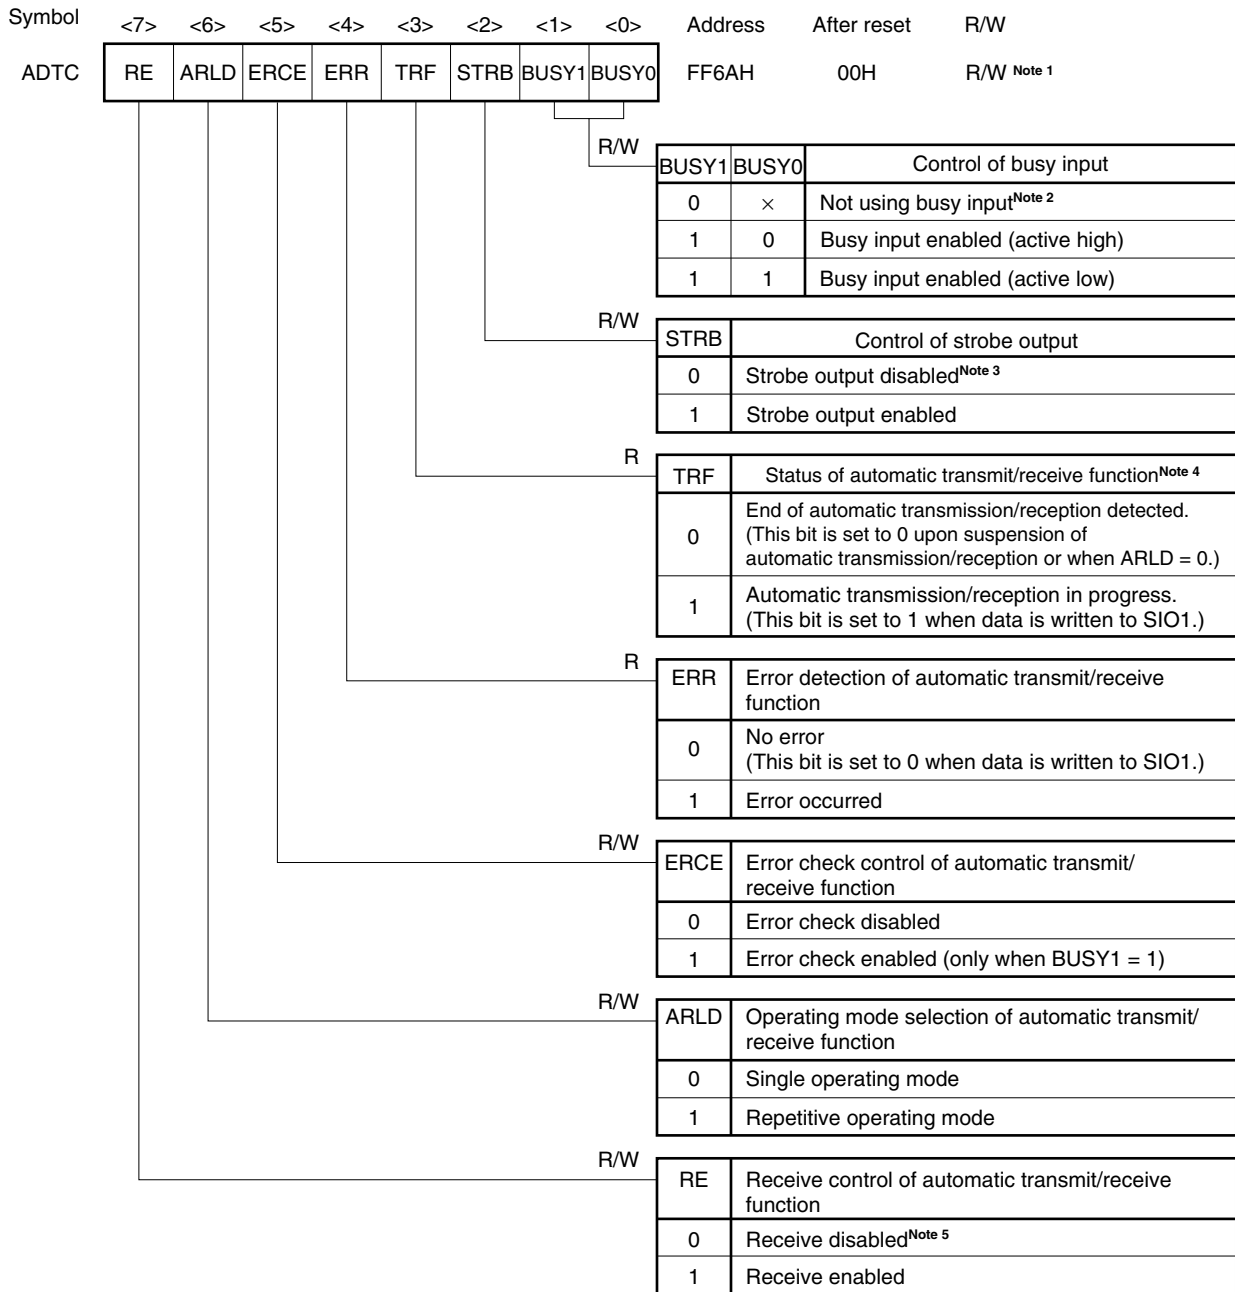 Symbol <7> <6> <5> <4> <3> <2> <1> <0> Address After reset R/W
ADTC RE ARLD ERCE ERR TRF STRB BUSY1 BUSY0 FF6AH 00H R/W Note 1
R/W
BUSY1 BUSY0 Control of busy input
0 × Not using busy input Note 2
1 0 Busy input enabled (active high)
1 1 Busy input enabled (active low)
R/W
STRB Control of strobe output
0 Strobe output disabled Note 3
1 Strobe output enabled
R
TRF Status of automatic transmit/receive function Note 4
0 End of automatic transmission/reception detected.
(This bit is set to 0 upon suspension of
automatic transmission/reception or when ARLD = 0.)
1 Automatic transmission/reception in progress.
(This bit is set to 1 when data is written to SIO1.)
R
ERR Error detection of automatic transmit/receive
function
0 No error
(This bit is set to 0 when data is written to SIO1.)
1 Error occurred
R/W
ERCE Error check control of automatic transmit/
receive function
0 Error check disabled
1 Error check enabled (only when BUSY1 = 1)
R/W
ARLD Operating mode selection of automatic transmit/
receive function
0 Single operating mode
1 Repetitive operating mode
R/W
RE Receive control of automatic transmit/receive
function
0 Receive disabled Note 5
1 Receive enabled